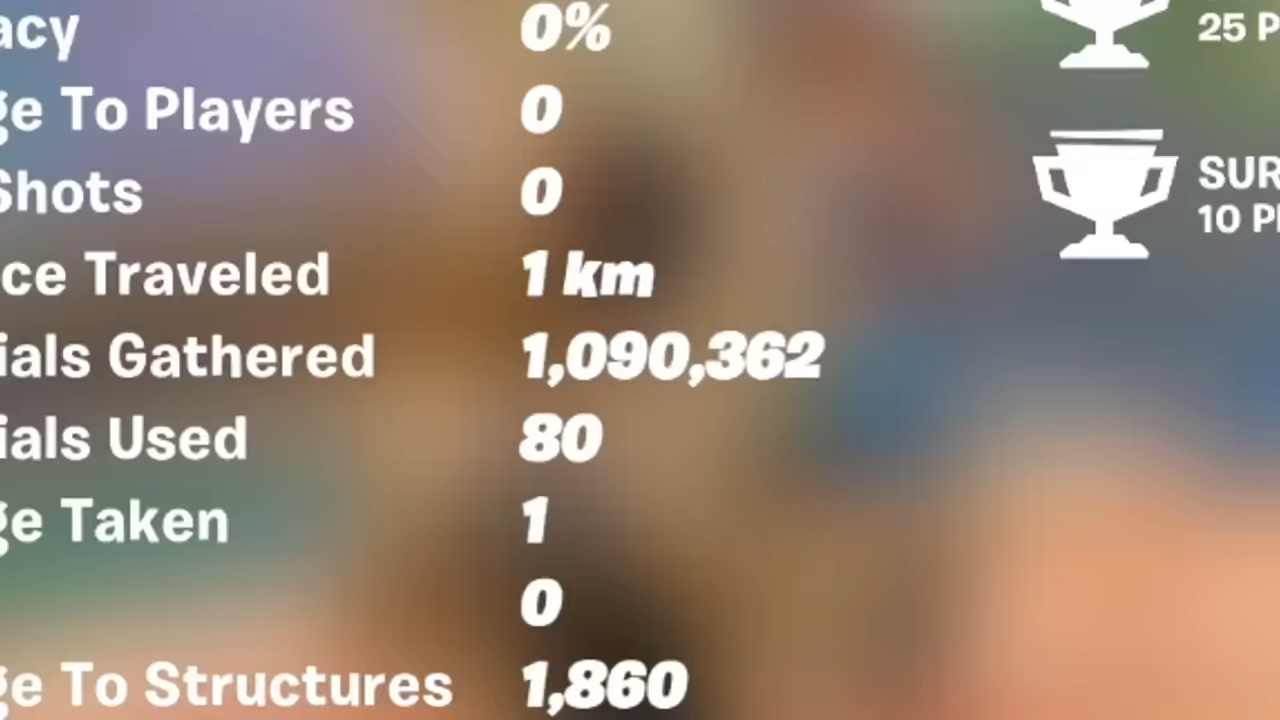 acy 0%
ge To Players 0
Shots 0
ce Traveled 1 km
ials Gathered 1,090,362
ials Used 80
ge Taken 1
0
ge To Structures 1,860
25 P
SUR
10 P